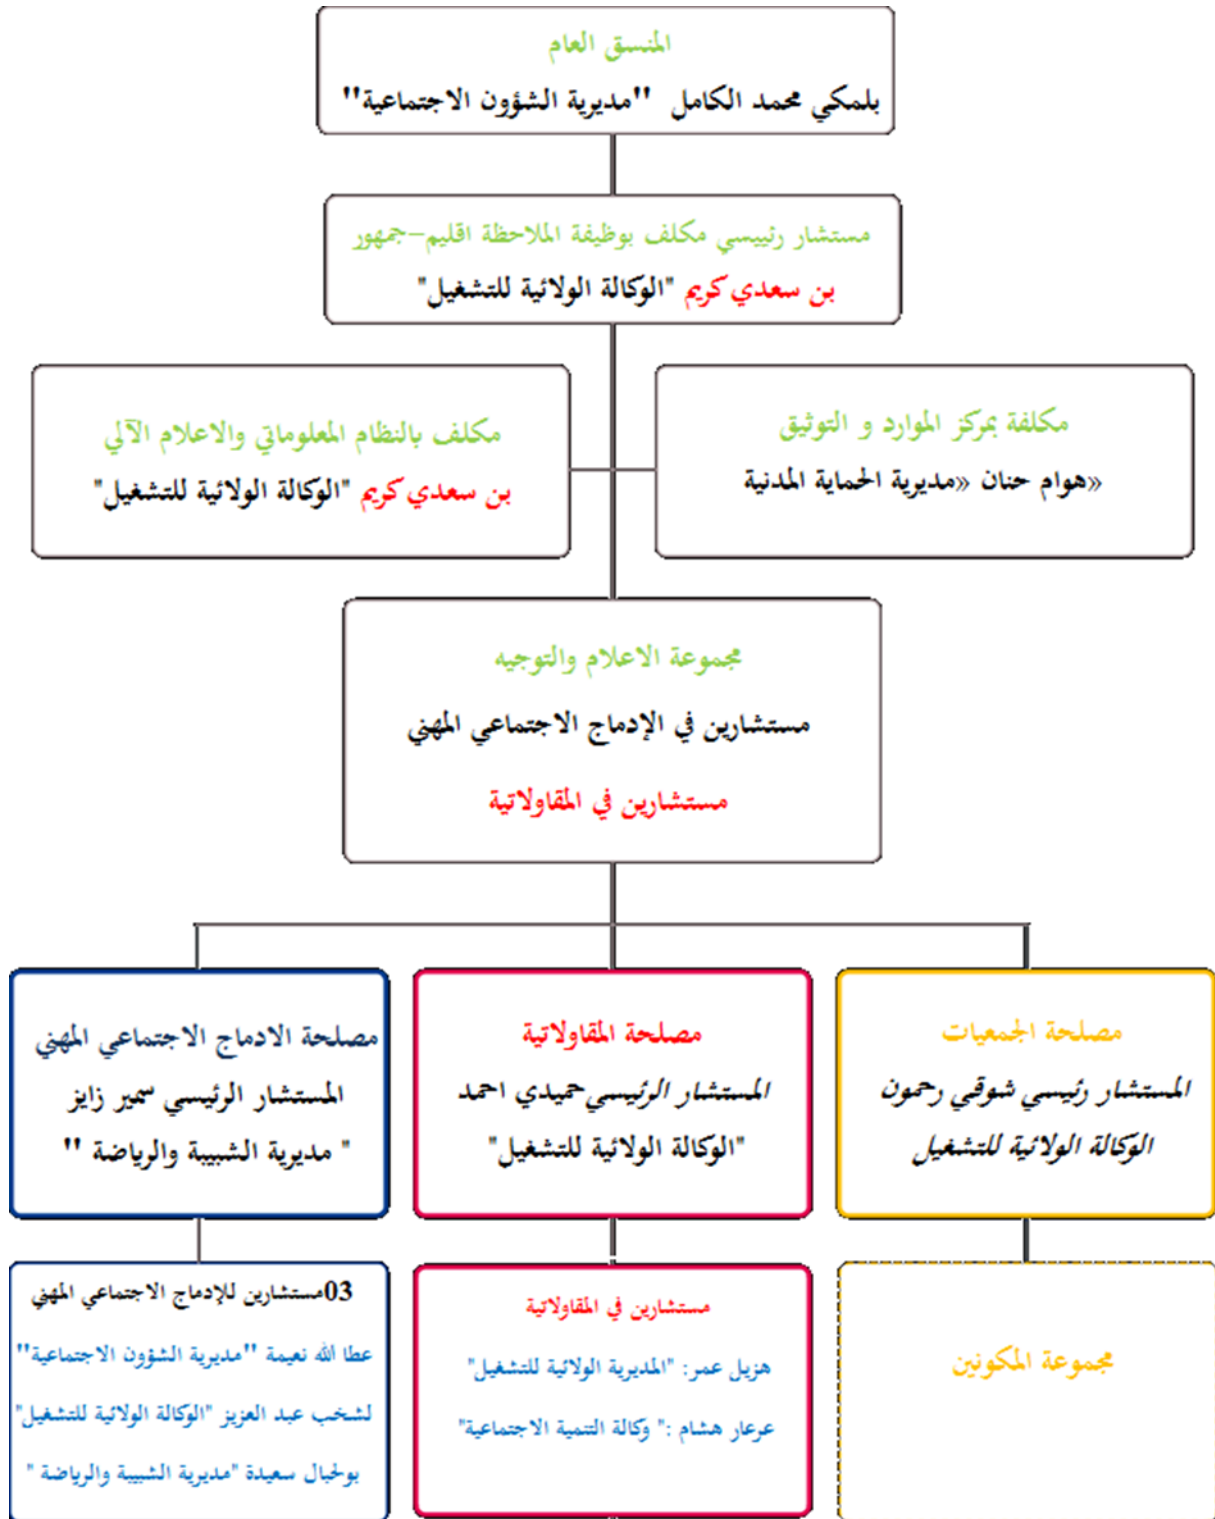 المنسق العام
بلمكي محمد الكامل "مديرية الشؤون الاجتماعية"
مستشار رئييسي مكلف بوظيفة الملاحظة اقليم–جمهور
بن سعدي كريم "الوكالة الولائية للتشغيل"
مكلفة بمركز الموارد و التوثيق
«هوام حنان «مديرية الحماية المدنية
مكلف بالنظام المعلوماتي والاعلام الآلي
بن سعدي كريم "الوكالة الولائية للتشغيل"
مجموعة الاعلام والتوجيه
مستشارين في الإدماج الاجتماعي المهني
مستشارين في المقاولاتية
مصلحة الجمعيات
المستشار رئيسي شوقي رحمون
الوكالة الولائية للتشغيل
مصلحة المقاولاتية
المستشار الرئيسي حميدي احمد
"الوكالة الولائية للتشغيل"
مصلحة الادماج الاجتماعي المهني
المستشار الرئيسي سمير زايز
" مديرية الشبيبة والرياضة "
مجموعة المكونين
مستشارين في المقاولاتية
هزيل عمر: "المديرية الولائية للتشغيل"
عرعار هشام :" وكالة التنمية الاجتماعية"
03مستشارين للإدماج الاجتماعي المهني
عطا الله نعيمة "مديرية الشؤون الاجتماعية"
لشخب عبد العزيز "الوكالة الولائية للتشغيل"
بولحبال سعيدة "مديرية الشبيبة والرياضة "